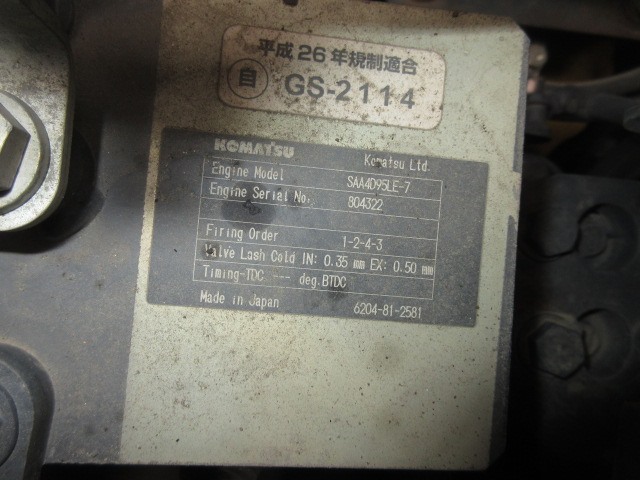 平成26年規制適合
自 GS-2114
KOMATSU Komatsu Ltd.
Engine Model SAA4D95LE-7
Engine Serial No. 804322
Firing Order 1-2-4-3
Valve Lash Cold IN: 0.35 mm EX: 0.50 mm
Timing-TDC --- deg.BTDC
Made in Japan 6204-81-2581